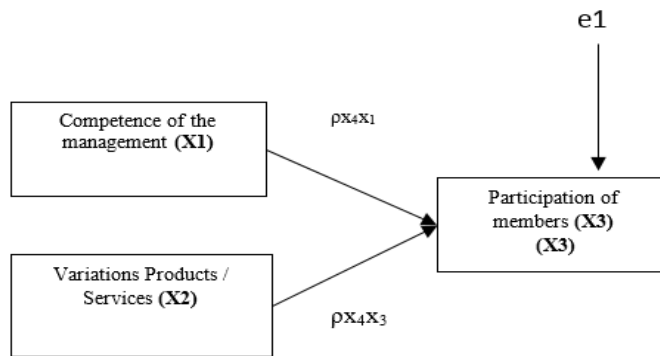 e1
Competence of the
management (X1)
ρx₄x₁
Participation of
members (X3)
(X3)
Variations Products /
Services (X2)
ρx₄x₃